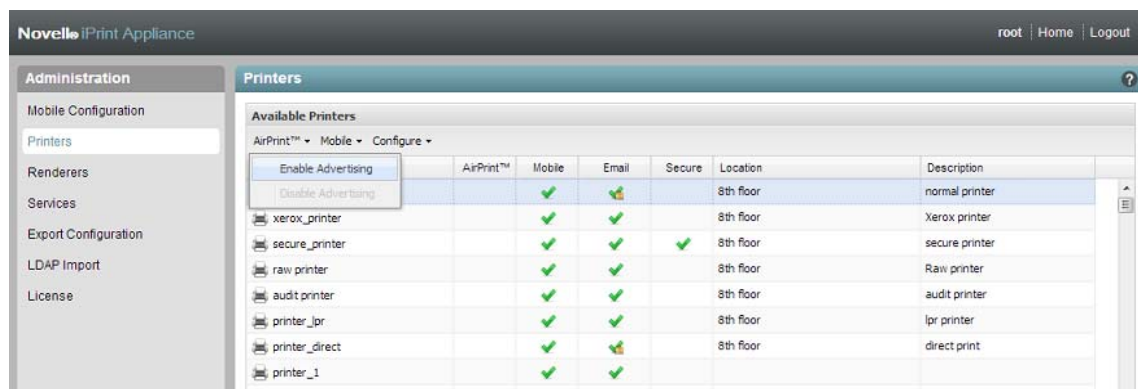 Novell iPrint Appliance
root Home Logout
Administration
Mobile Configuration
Printers
Renderers
Services
Export Configuration
LDAP Import
License
Printers
Available Printers
AirPrint™ Mobile Configure
Enable Advertising
Disable Advertising
AirPrint™ Mobile Email Secure Location Description
8th floor normal printer
xerox_printer 8th floor Xerox printer
secure_printer 8th floor secure printer
raw printer 8th floor Raw printer
audit printer 8th floor audit printer
printer_lpr 8th floor lpr printer
printer_direct 8th floor direct print
printer_1